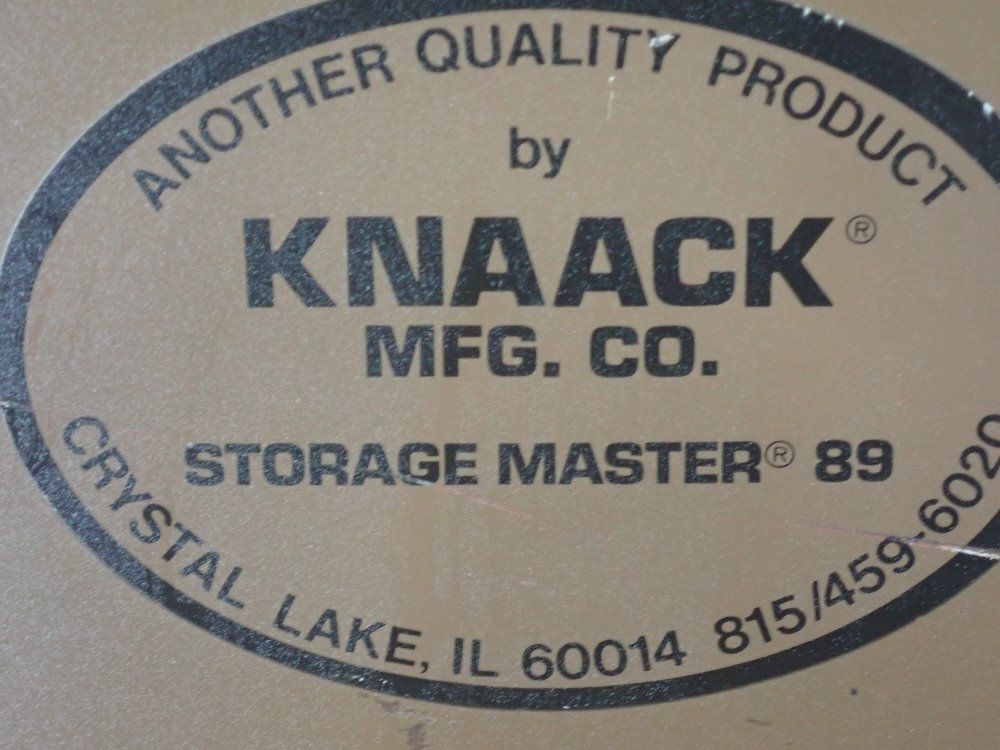 ANOTHER QUALITY PRODUCT
by
KNAACK®
MFG. CO.
STORAGE MASTER® 89
CRYSTAL LAKE, IL 60014 815/459-6020